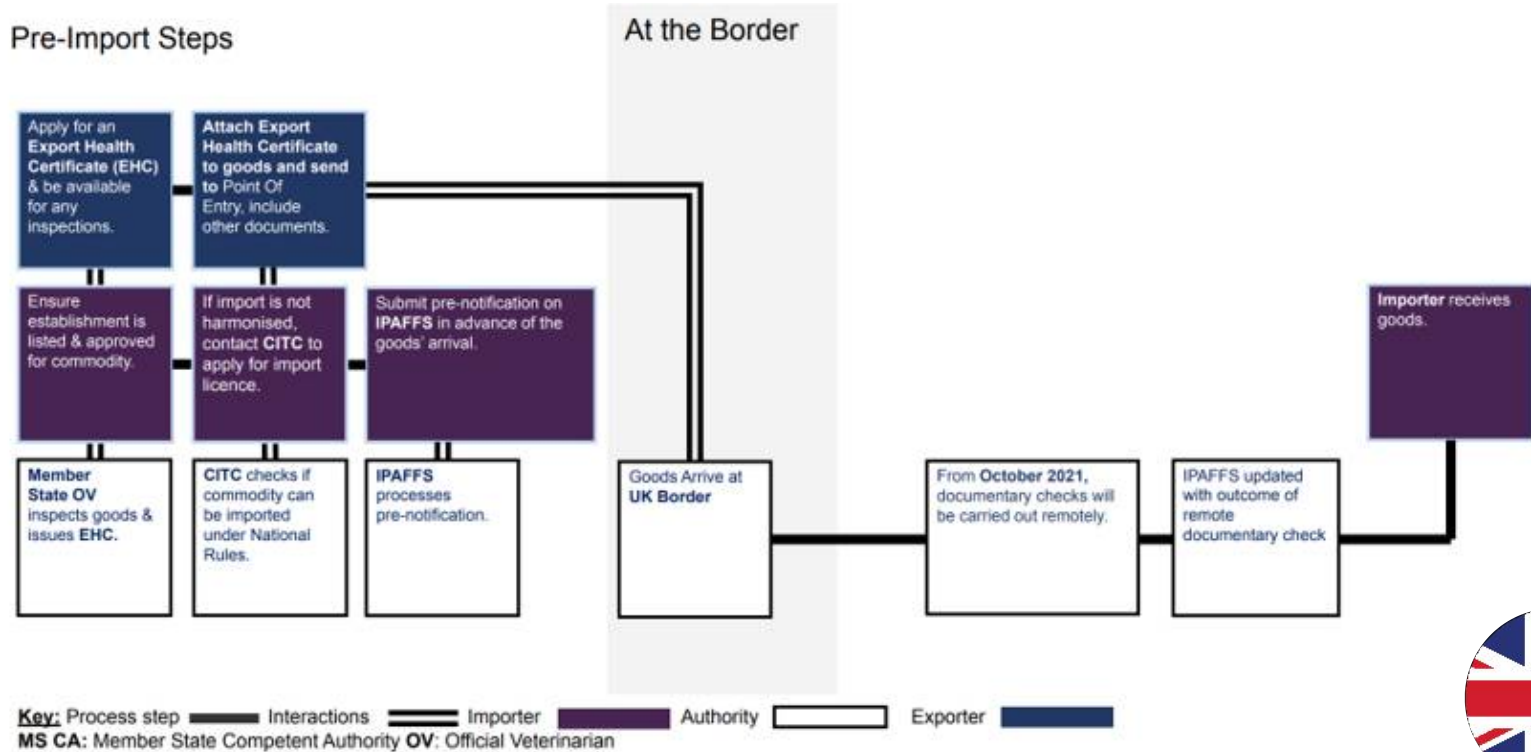 Pre-Import Steps
At the Border
Apply for an
Export Health
Certificate (EHC)
& be available
for any
inspections.
Attach Export
Health Certificate
to goods and send
to Point Of
Entry, include
other documents.
Ensure
establishment is
listed & approved
for commodity.
If import is not
harmonised,
contact CITC to
apply for import
licence.
Submit pre-notification on
IPAFFS in advance of the
goods' arrival.
Importer receives
goods.
Member
State OV
inspects goods &
issues EHC.
CITC checks if
commodity can
be imported
under National
Rules.
IPAFFS
processes
pre-notification.
Goods Arrive at
UK Border
From October 2021,
documentary checks will
be carried out remotely.
IPAFFS updated
with outcome of
remote
documentary check
Key: Process step Interactions Importer Authority Exporter
MS CA: Member State Competent Authority OV: Official Veterinarian